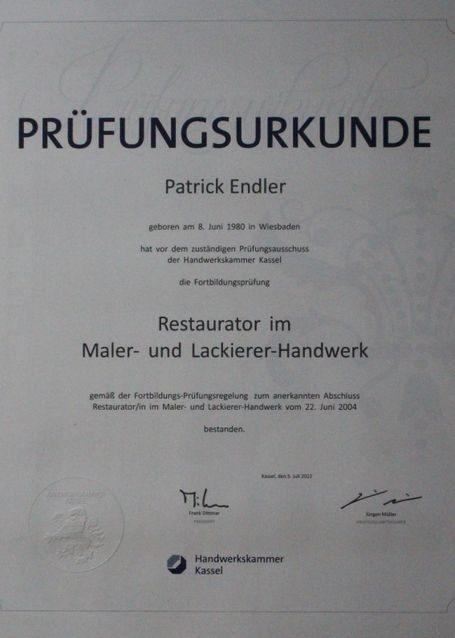 PRÜFUNGSURKUNDE
Patrick Endler
geboren am 8. Juni 1980 in Wiesbaden
hat vor dem zuständigen Prüfungsausschuss
der Handwerkskammer Kassel
die Fortbildungsprüfung
Restaurator im
Maler- und Lackierer-Handwerk
gemäß der Fortbildungs-Prüfungsregelung zum anerkannten Abschluss
Restaurator/in im Maler- und Lackierer-Handwerk vom 22. Juni 2004
bestanden.
Kassel, den 5. Juli 2012
Frank Dittmar
Jürgen Müller
Handwerkskammer
Kassel